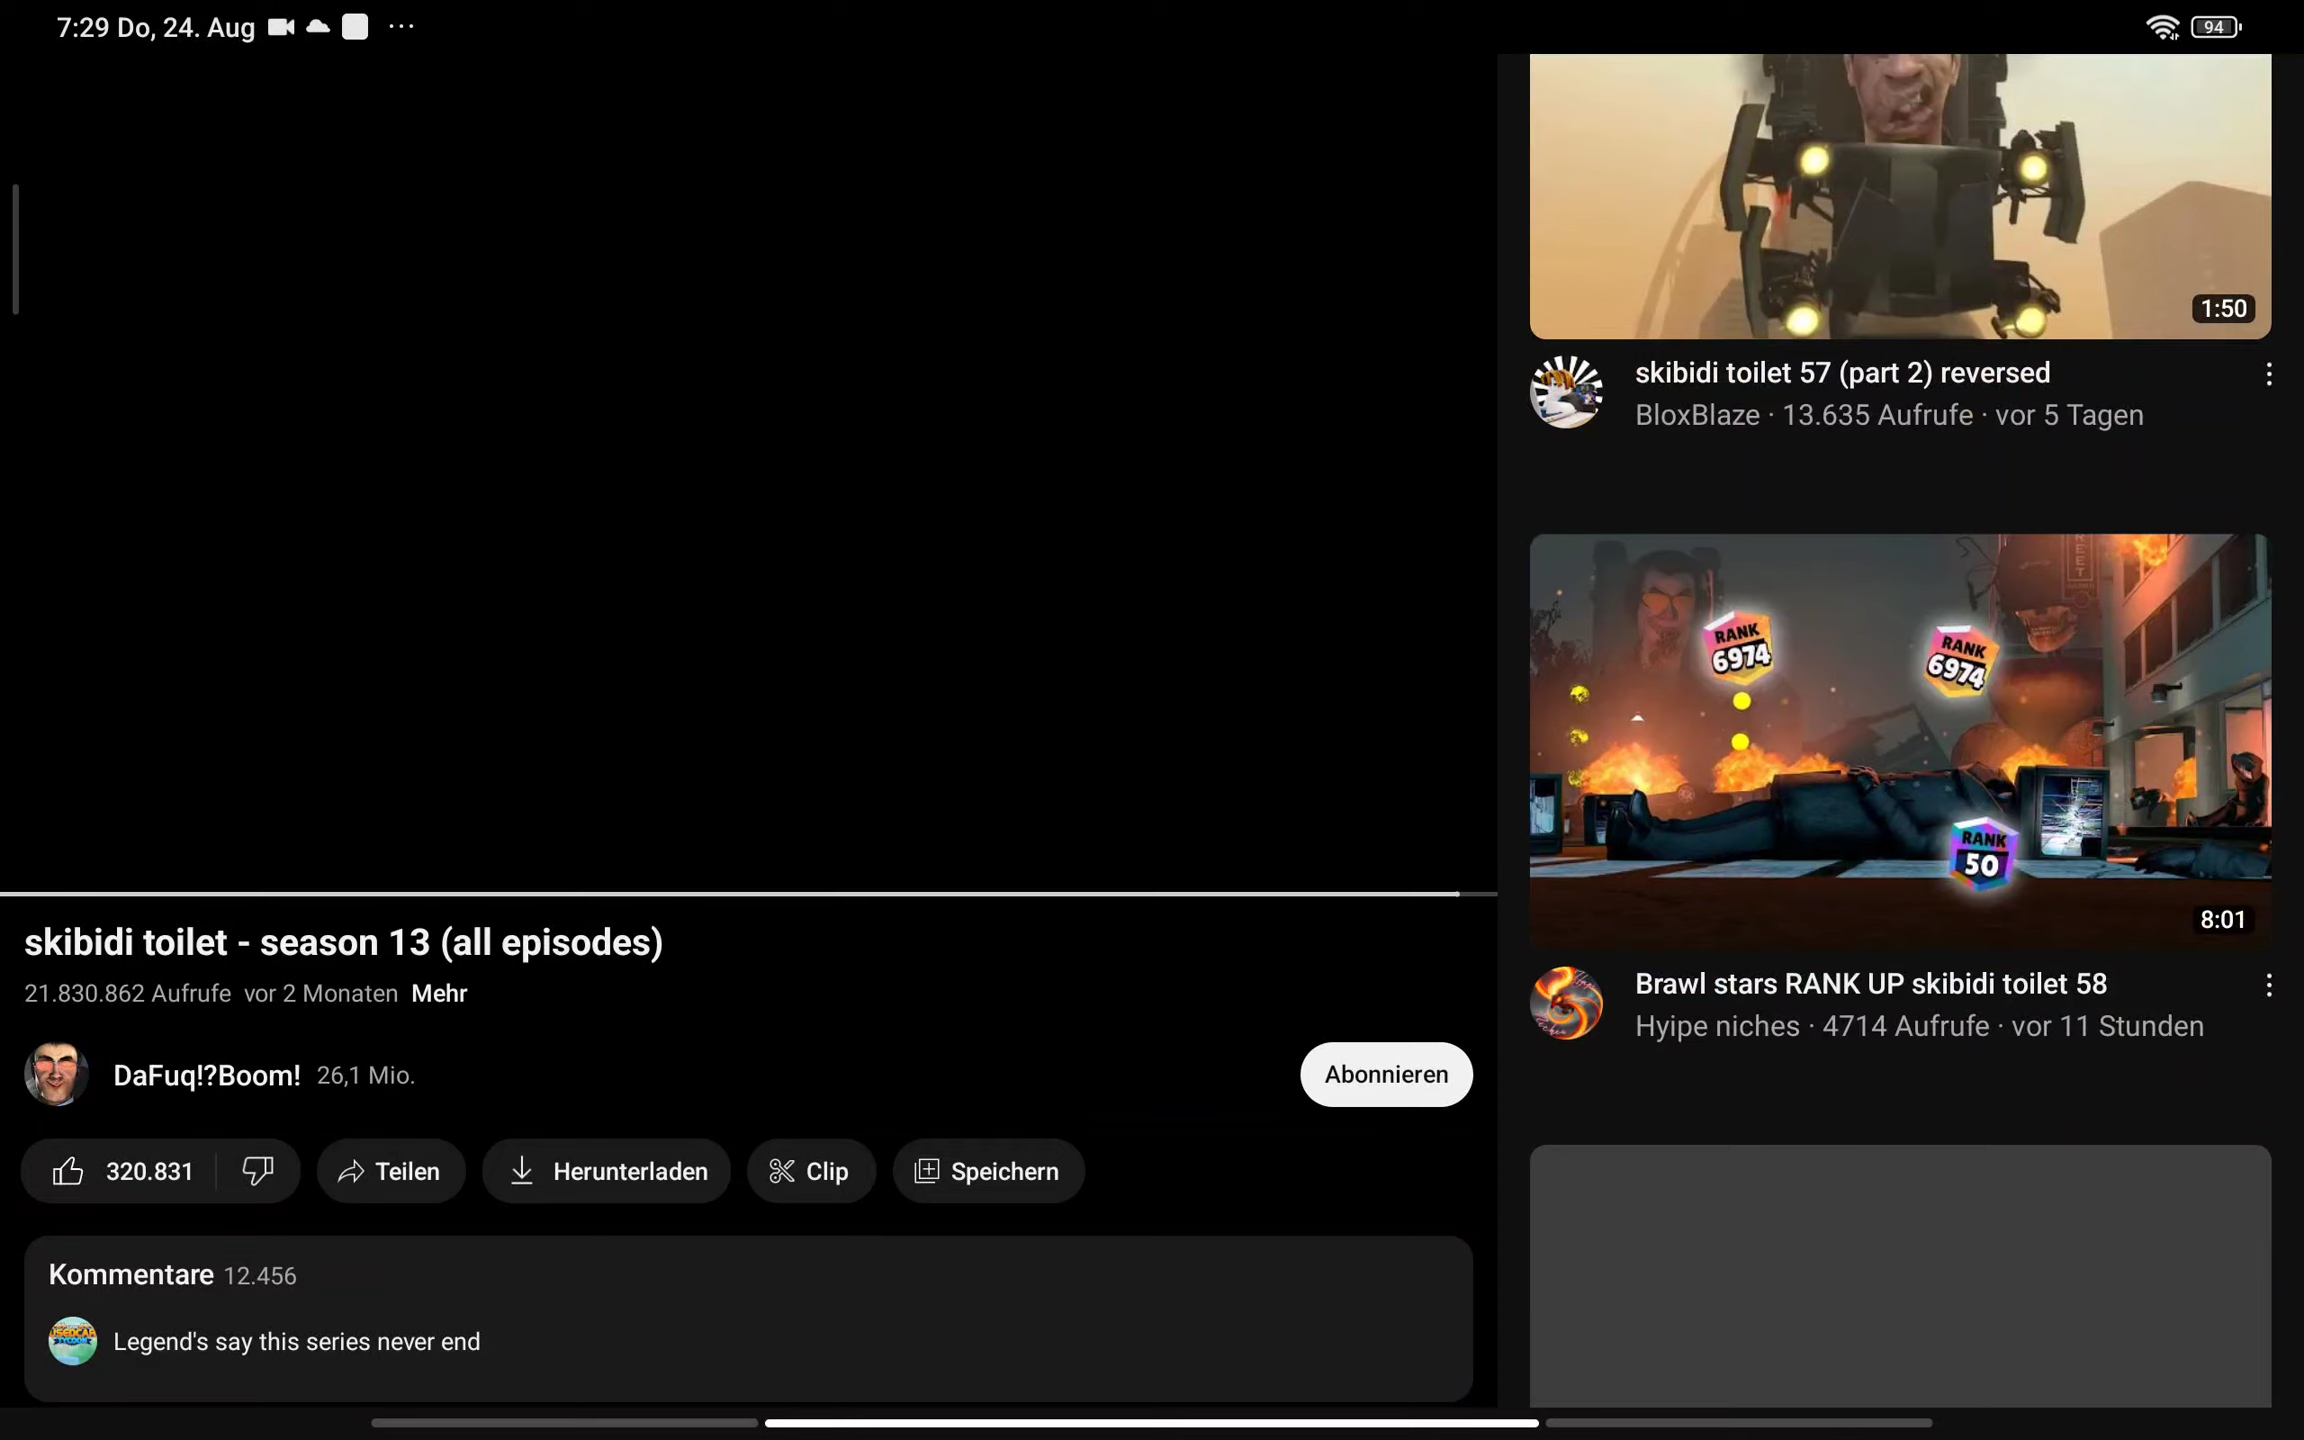 7:29 Do, 24. Aug
94
1:50
skibidi toilet 57 (part 2) reversed
BloxBlaze · 13.635 Aufrufe · vor 5 Tagen
REET
RANK
6974
RANK
6974
RANK
50
8:01
Brawl stars RANK UP skibidi toilet 58
Hyipe niches · 4714 Aufrufe · vor 11 Stunden
skibidi toilet - season 13 (all episodes)
21.830.862 Aufrufe vor 2 Monaten Mehr
DaFuq!?Boom! 26,1 Mio.
Abonnieren
320.831
Teilen
Herunterladen
Clip
Speichern
Kommentare 12.456
USEDCAR
TYCOON
Legend's say this series never end